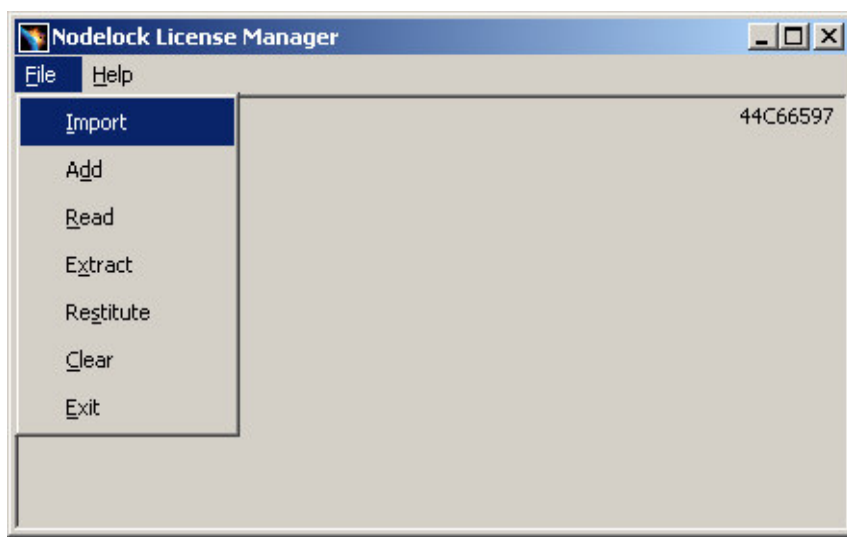 Nodelock License Manager
File Help
Import
44C66597
Add
Read
Extract
Restitute
Clear
Exit